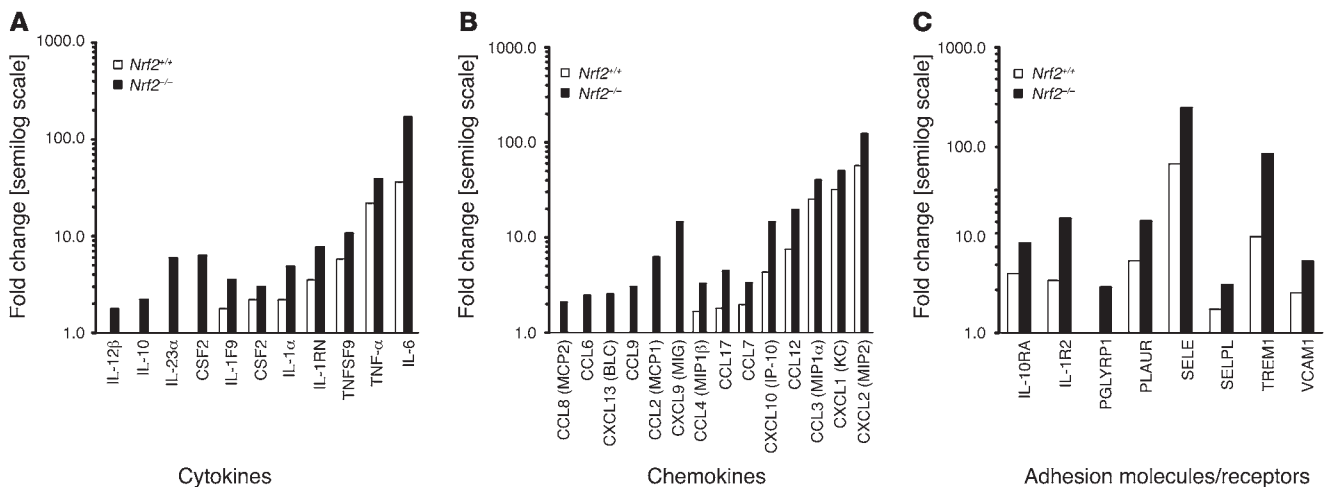 A
Fold change [semilog scale]
1000.0
100.0
10.0
1.0
Nrf2+/+
Nrf2–/–
IL-12β
IL-10
IL-23α
CSF2
IL-1F9
CSF2
IL-1α
IL-1RN
TNFSF9
TNF-α
IL-6
Cytokines
B
Fold change [semilog scale]
1000.0
100.0
10.0
1.0
Nrf2+/+
Nrf2–/–
CCL8 (MCP2)
CCL6
CXCL13 (BLC)
CCL9
CCL2 (MCP1)
CXCL9 (MIG)
CCL4 (MIP1β)
CCL17
CCL7
CXCL10 (IP-10)
CCL12
CCL3 (MIP1α)
CXCL1 (KC)
CXCL2 (MIP2)
Chemokines
C
Fold change [semilog scale]
1000.0
100.0
10.0
1.0
Nrf2+/+
Nrf2–/–
IL-10RA
IL-1R2
PGLYRP1
PLAUR
SELE
SELPL
TREM1
VCAM1
Adhesion molecules/receptors